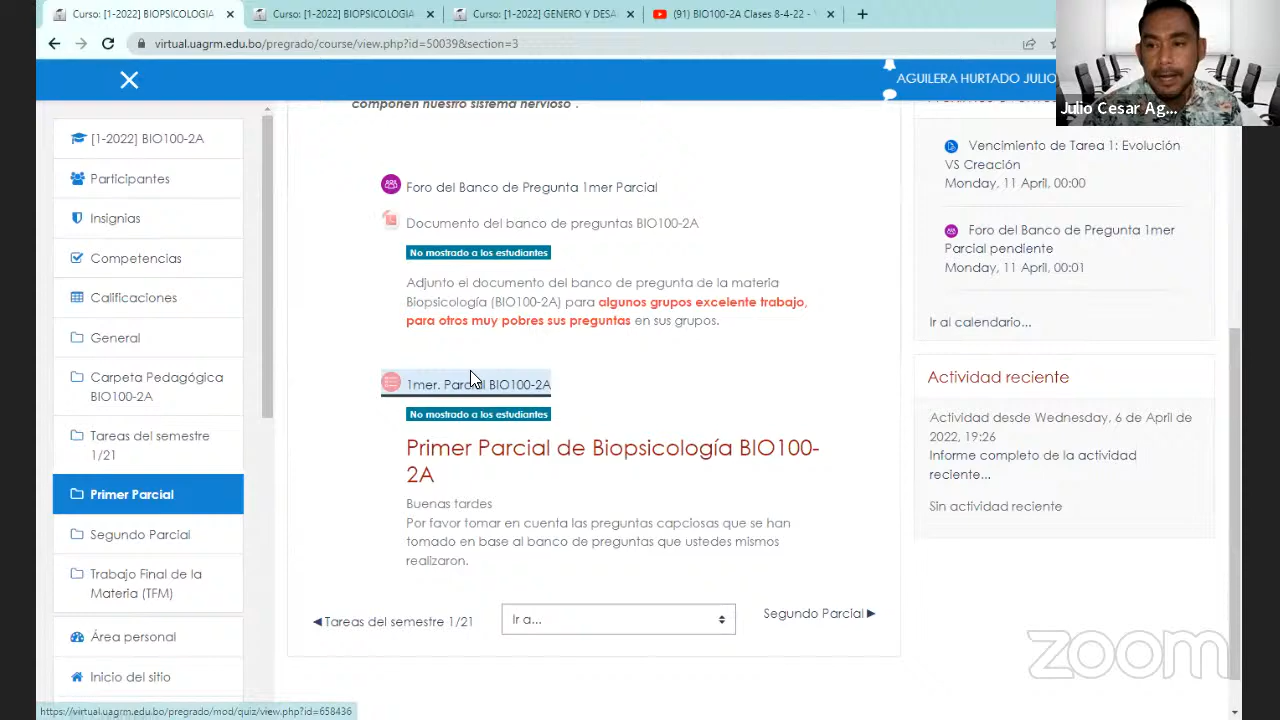 Curso: [1-2022] BIOPSICOLOGIA
Curso: [1-2022] BIOPSICOLOGIA
Curso: [1-2022] GENERO Y DESA
(91) BIO100-2A Clases 8-4-22 -
virtual.uagrm.edu.bo/pregrado/course/view.php?id=50039&section=3
AGUILERA HURTADO JULIO
Julio Cesar Ag...
componen nuestro sistema nervioso".
[1-2022] BIO100-2A
Participantes
Insignias
Competencias
Calificaciones
General
Carpeta Pedagógica
BIO100-2A
Tareas del semestre
1/21
Primer Parcial
Segundo Parcial
Trabajo Final de la
Materia (TFM)
Área personal
Inicio del sitio
Foro del Banco de Pregunta 1mer Parcial
Documento del banco de preguntas BIO100-2A
No mostrado a los estudiantes
Adjunto el documento del banco de pregunta de la materia
Biopsicología (BIO100-2A) para algunos grupos excelente trabajo,
para otros muy pobres sus preguntas en sus grupos.
1mer. Parcial BIO100-2A
No mostrado a los estudiantes
Primer Parcial de Biopsicología BIO100-
2A
Buenas tardes
Por favor tomar en cuenta las preguntas capciosas que se han
tomado en base al banco de preguntas que ustedes mismos
realizaron.
◀ Tareas del semestre 1/21
Ir a...
Segundo Parcial ▶
Vencimiento de Tarea 1: Evolución
VS Creación
Monday, 11 April, 00:00
Foro del Banco de Pregunta 1mer
Parcial pendiente
Monday, 11 April, 00:01
Ir al calendario...
Actividad reciente
Actividad desde Wednesday, 6 de April de
2022, 19:26
Informe completo de la actividad
reciente...
Sin actividad reciente
zoom
https://virtual.uagrm.edu.bo/pregrado/mod/quiz/view.php?id=658436